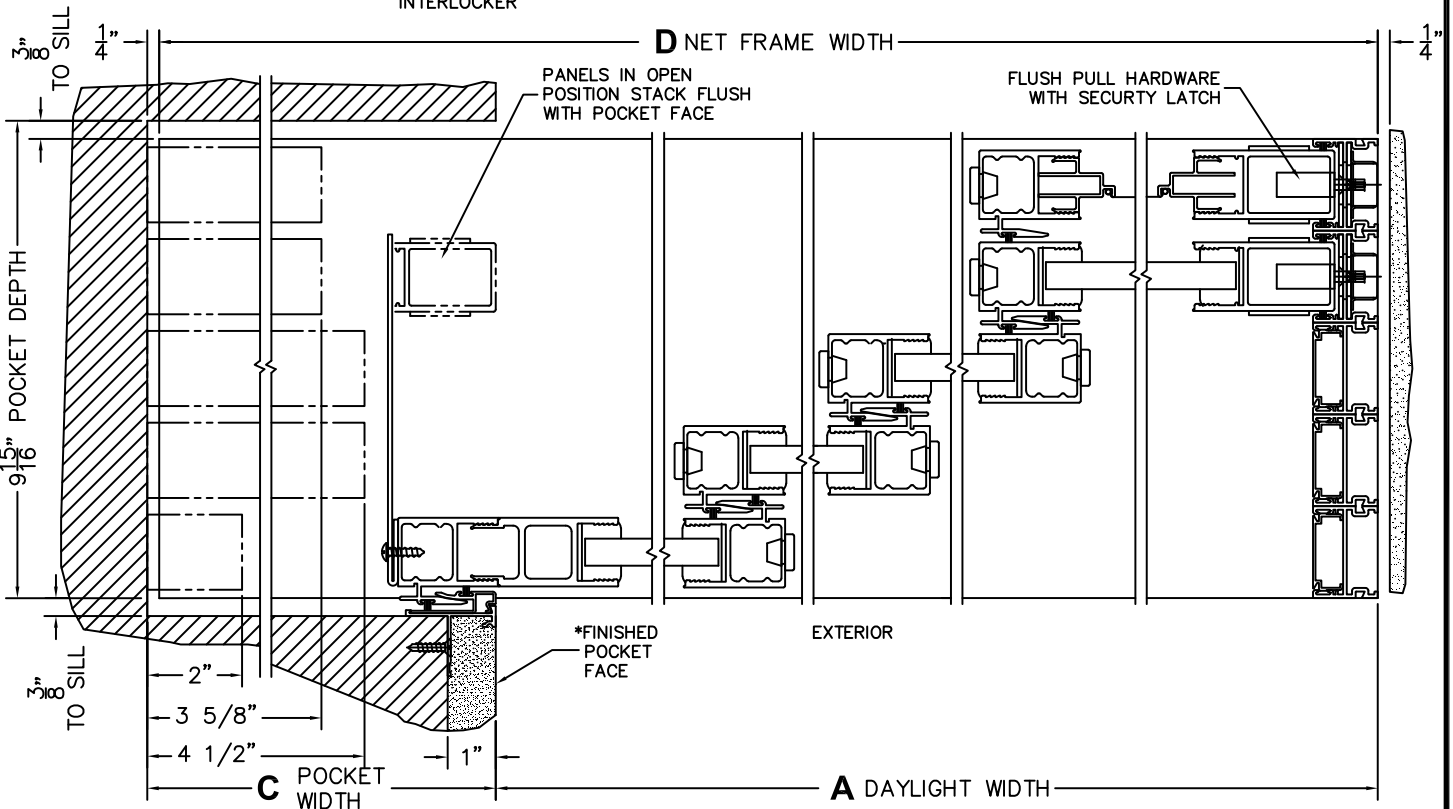 INTERLOCKER
3"
8
TO SILL
1"
4
D NET FRAME WIDTH
1"
4
PANELS IN OPEN
POSITION STACK FLUSH
WITH POCKET FACE
FLUSH PULL HARDWARE
WITH SECURTY LATCH
9 15" POCKET DEPTH
16
*FINISHED
POCKET
FACE
EXTERIOR
3"
8
TO SILL
2"
3 5/8"
4 1/2"
1"
C POCKET
WIDTH
A DAYLIGHT WIDTH